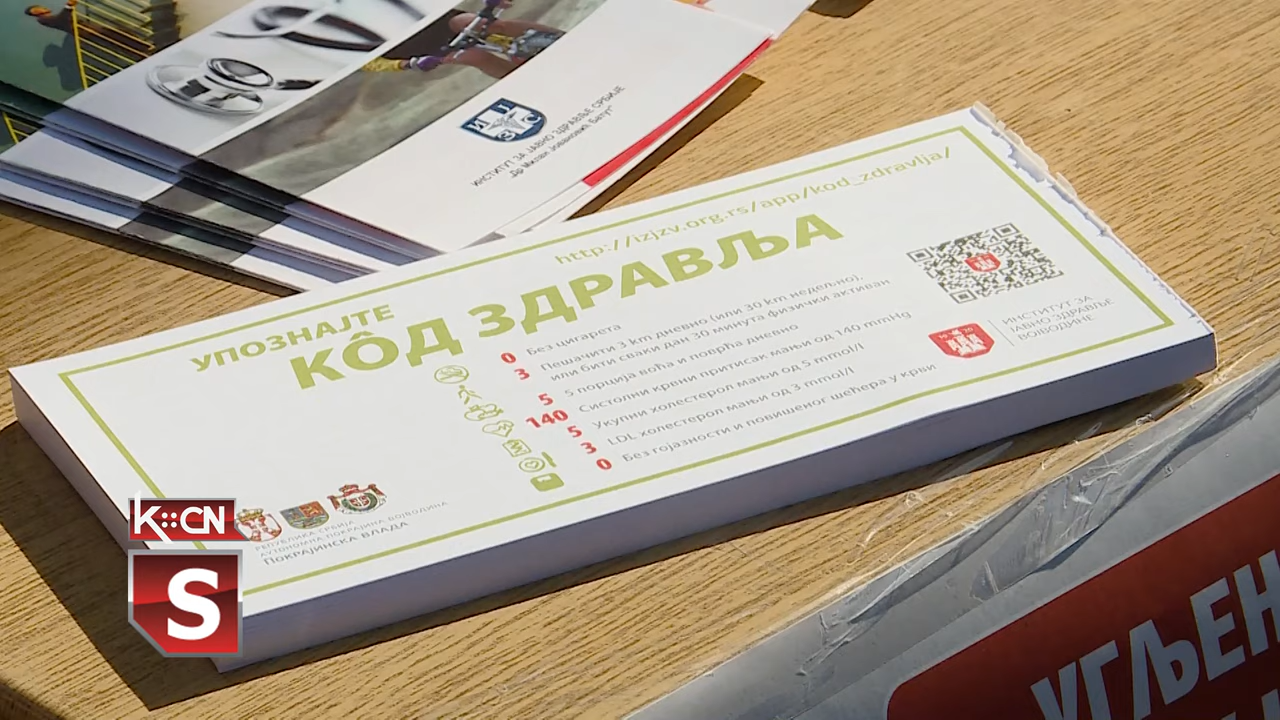 И Ј
З С
ИНСТИТУТ ЗА ЈАВНО ЗДРАВЉЕ СРБИЈЕ
"Др Милан Јовановић Батут"
http://izjzv.org.rs/app/kod_zdravlja/
УПОЗНАЈТЕ
КÔД ЗДРАВЉА
0 Без цигарета
3 Пешачити 3 km дневно (или 30 km недељно),
или бити сваки дан 30 минута физички активан
5 5 порција воћа и поврћа дневно
140 Систолни крвни притисак мањи од 140 mmHg
5 Укупни холестерол мањи од 5 mmol/l
3 LDL холестерол мањи од 3 mmol/l
0 Без гојазности и повишеног шећера у крви
ИНСТИТУТ ЗА
ЈАВНО ЗДРАВЉЕ
ВОЈВОДИНЕ
РЕПУБЛИКА СРБИЈА
АУТОНОМНА ПОКРАЈИНА ВОЈВОДИНА
ПОКРАЈИНСКА ВЛАДА
K::CN
S
УГЉЕН